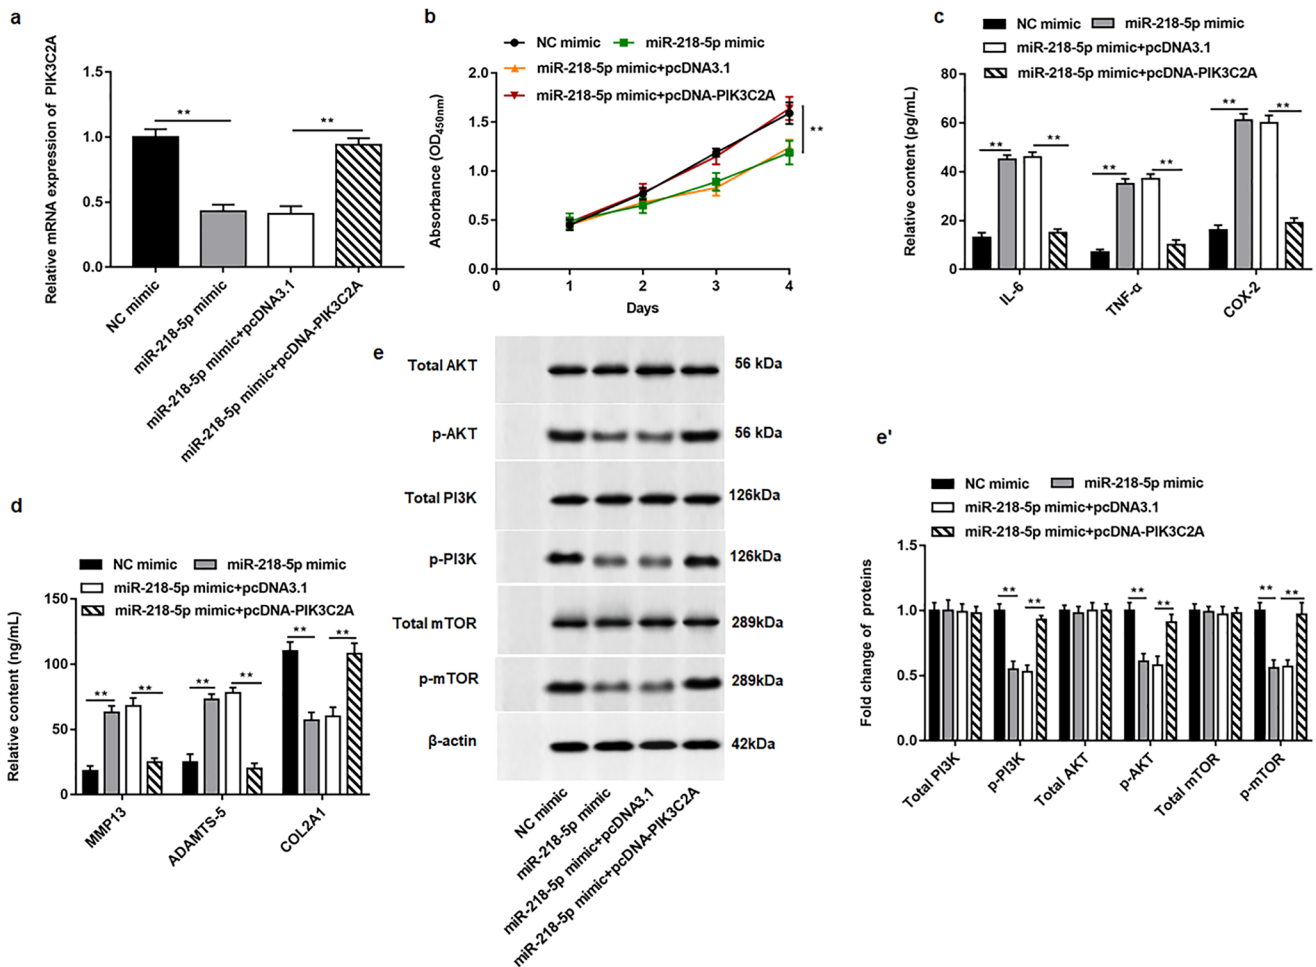 a
Relative mRNA expression of PIK3C2A
1.5
1.0
0.5
0.0
**
**
NC mimic
miR-218-5p mimic
miR-218-5p mimic+pcDNA3.1
miR-218-5p mimic+pcDNA-PIK3C2A
b
NC mimic
miR-218-5p mimic
miR-218-5p mimic+pcDNA3.1
miR-218-5p mimic+pcDNA-PIK3C2A
Absorbance (OD450nm)
2.0
1.5
1.0
0.5
0.0
**
0
1
2
3
4
Days
c
NC mimic
miR-218-5p mimic
miR-218-5p mimic+pcDNA3.1
miR-218-5p mimic+pcDNA-PIK3C2A
Relative content (pg/mL)
80
60
40
20
0
**
**
**
**
**
**
IL-6
TNF-α
COX-2
d
NC mimic
miR-218-5p mimic
miR-218-5p mimic+pcDNA3.1
miR-218-5p mimic+pcDNA-PIK3C2A
Relative content (ng/mL)
150
100
50
0
**
**
**
**
**
**
MMP13
ADAMTS-5
COL2A1
e
Total AKT
56 kDa
p-AKT
56 kDa
Total PI3K
126kDa
p-PI3K
126kDa
Total mTOR
289kDa
p-mTOR
289kDa
β-actin
42kDa
NC mimic
miR-218-5p mimic
miR-218-5p mimic+pcDNA3.1
miR-218-5p mimic+pcDNA-PIK3C2A
e'
NC mimic
miR-218-5p mimic
miR-218-5p mimic+pcDNA3.1
miR-218-5p mimic+pcDNA-PIK3C2A
Fold change of proteins
1.5
1.0
0.5
0.0
**
**
**
**
**
**
Total PI3K
p-PI3K
Total AKT
p-AKT
Total mTOR
p-mTOR